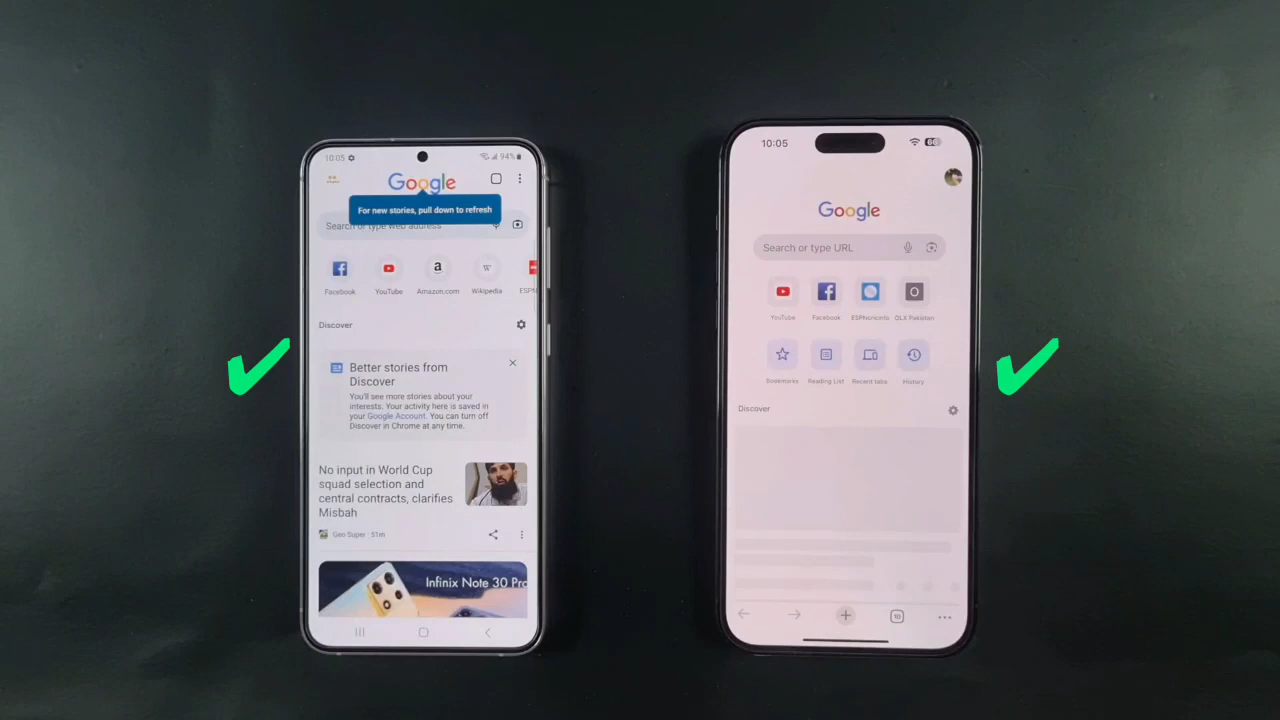 10:05
94%
Google
For new stories, pull down to refresh
Search or type web address
Facebook
YouTube
a
Amazon.com
W
Wikipedia
ESPN
Discover
Better stories from
Discover
You'll see more stories about your
interests. Your activity here is saved in
your Google Account. You can turn off
Discover in Chrome at any time.
No input in World Cup
squad selection and
central contracts, clarifies
Misbah
Geo Super · 51m
Infinix Note 30 Pro
10:05
Google
Search or type URL
YouTube
Facebook
ESPNcricinfo
O
OLX Pakistan
Bookmarks
Reading List
Recent tabs
History
Discover
10